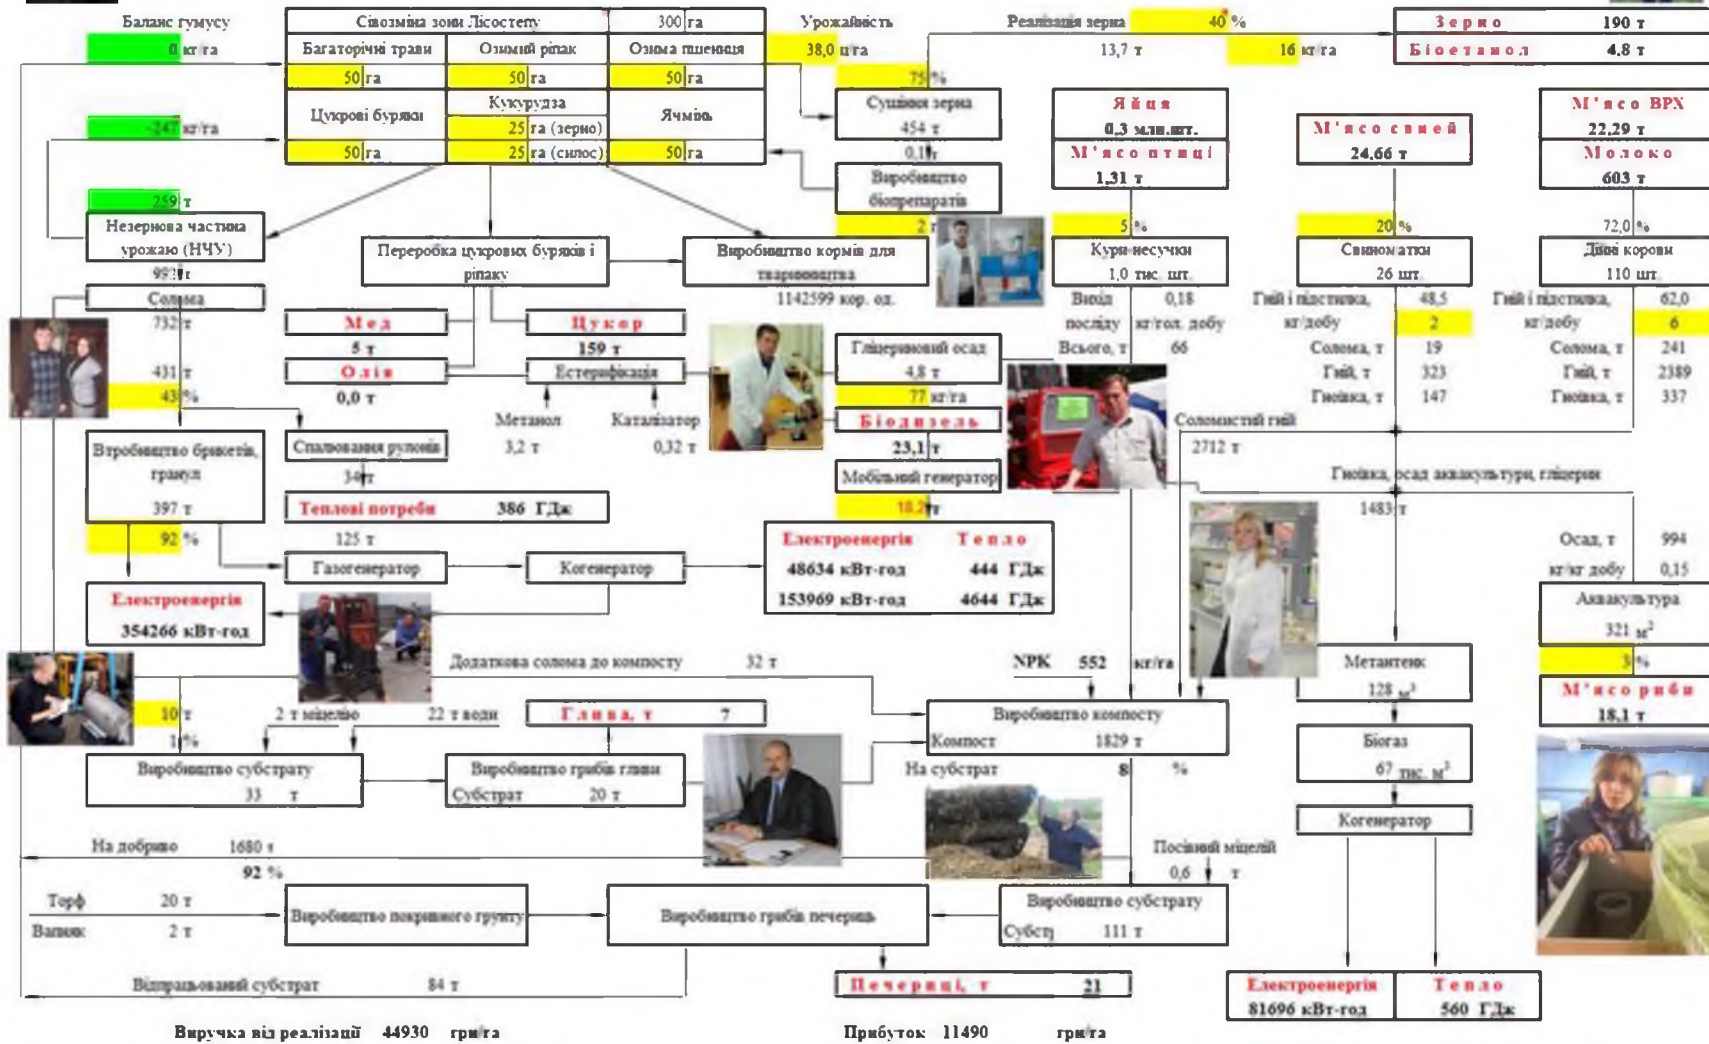 Баланс гумусу
Сівозміна зони Лісостепу 300 га
Урожайність
Реалізація зерна 40 %
Зерно 190 т
0 кг/га
Багаторічні трави Озимий ріпак Озима пшениця
38,0 ц/га
13,7 т 16 кг/га
Біоетанол 4.8 т
50 га 50 га 50 га
75 %
Цукрові буряки Кукурудза Ячмінь
Сушіння зерна
454 т
Яйця
0,3 млн.шт.
М'ясо птиці
1,31 т
М'ясо свиней
24.66 т
М'ясо ВРХ
22.29 т
Молоко
603 т
-247 кг/га
25 га (зерно)
50 га 25 га (силос) 50 га
0,1 т
Виробництво
біопрепаратів
2 т
259 т
Незернова частина
урожаю (НЧУ)
Переробка цукрових буряків і
ріпаку
Виробництво кормів для
тваринництва
1142599 кор. од.
5 %
Кури-несучки
1,0 тис. шт.
20 %
Свиноматки
26 шт.
72,0 %
Дійні корови
110 шт.
Солома
732 т
Вихід 0,18
посліду кг/гол. добу
Всього, т 66
Гній і підстилка, 48,5
кг/добу 2
Солома, т 19
Гній, т 323
Гноівка, т 147
Гній і підстилка, 62,0
кг/добу 6
Солома, т 241
Гній, т 2389
Гноівка, т 337
Мед
5 т
Цукор
159 т
Гліцериновий осад
4,8 т
431 т
43 %
Олія
0,0 т
Естерифікація
77 кг/га
Метанол Каталізатор
3,2 т 0,32 т
Біодизель
23,1 т
Соломистий гній
2712 т
Втробництво брикетів,
гранул
397 т
Спалювання рулонів
34 т
Мобільний генератор
18.2 т
Гноівка, осад аквакультури, гліцерин
1483 т
Теплові потреби 386 ГДж
92 %
125 т
Газогенератор
Когенератор
Електроенергія Тепло
48634 кВт-год 444 ГДж
153969 кВт-год 4644 ГДж
Осад, т 994
кг/кг добу 0,15
Електроенергія
354266 кВт-год
Аквакультура
321 м²
3 %
М'ясо риби
18,1 т
Додаткова солома до компосту 32 т
NPK 552 кг/га
Метантенк
128 м³
10 т
1 %
2 т міцелію 22 т води
Глива, т 7
Виробництво компосту
Компост 1829 т
Біогаз
67 тис. м³
Виробництво субстрату
33 т
Виробництво грибів гливи
Субстрат 20 т
На субстрат 8 %
Когенератор
На добриво 1680 т
92 %
Посівний міцелій
0,6 т
Торф 20 т
Вапняк 2 т
Виробництво покривного грунту
Виробництво грибів печериць
Виробництво субстрату
Субст 111 т
Відпрацьований субстрат 84 т
Печериці, т 21
Електроенергія Тепло
81696 кВт-год 560 ГДж
Виручка від реалізації 44930 грн/га
Прибуток 11490 грн/га